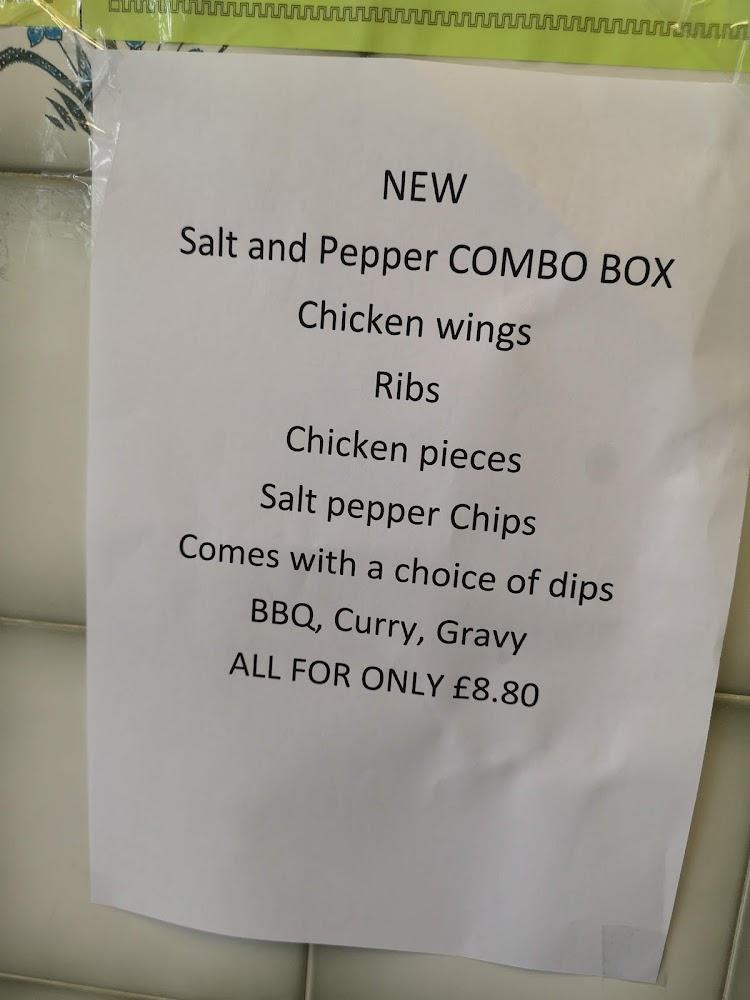 NEW
Salt and Pepper COMBO BOX
Chicken wings
Ribs
Chicken pieces
Salt pepper Chips
Comes with a choice of dips
BBQ, Curry, Gravy
ALL FOR ONLY £8.80